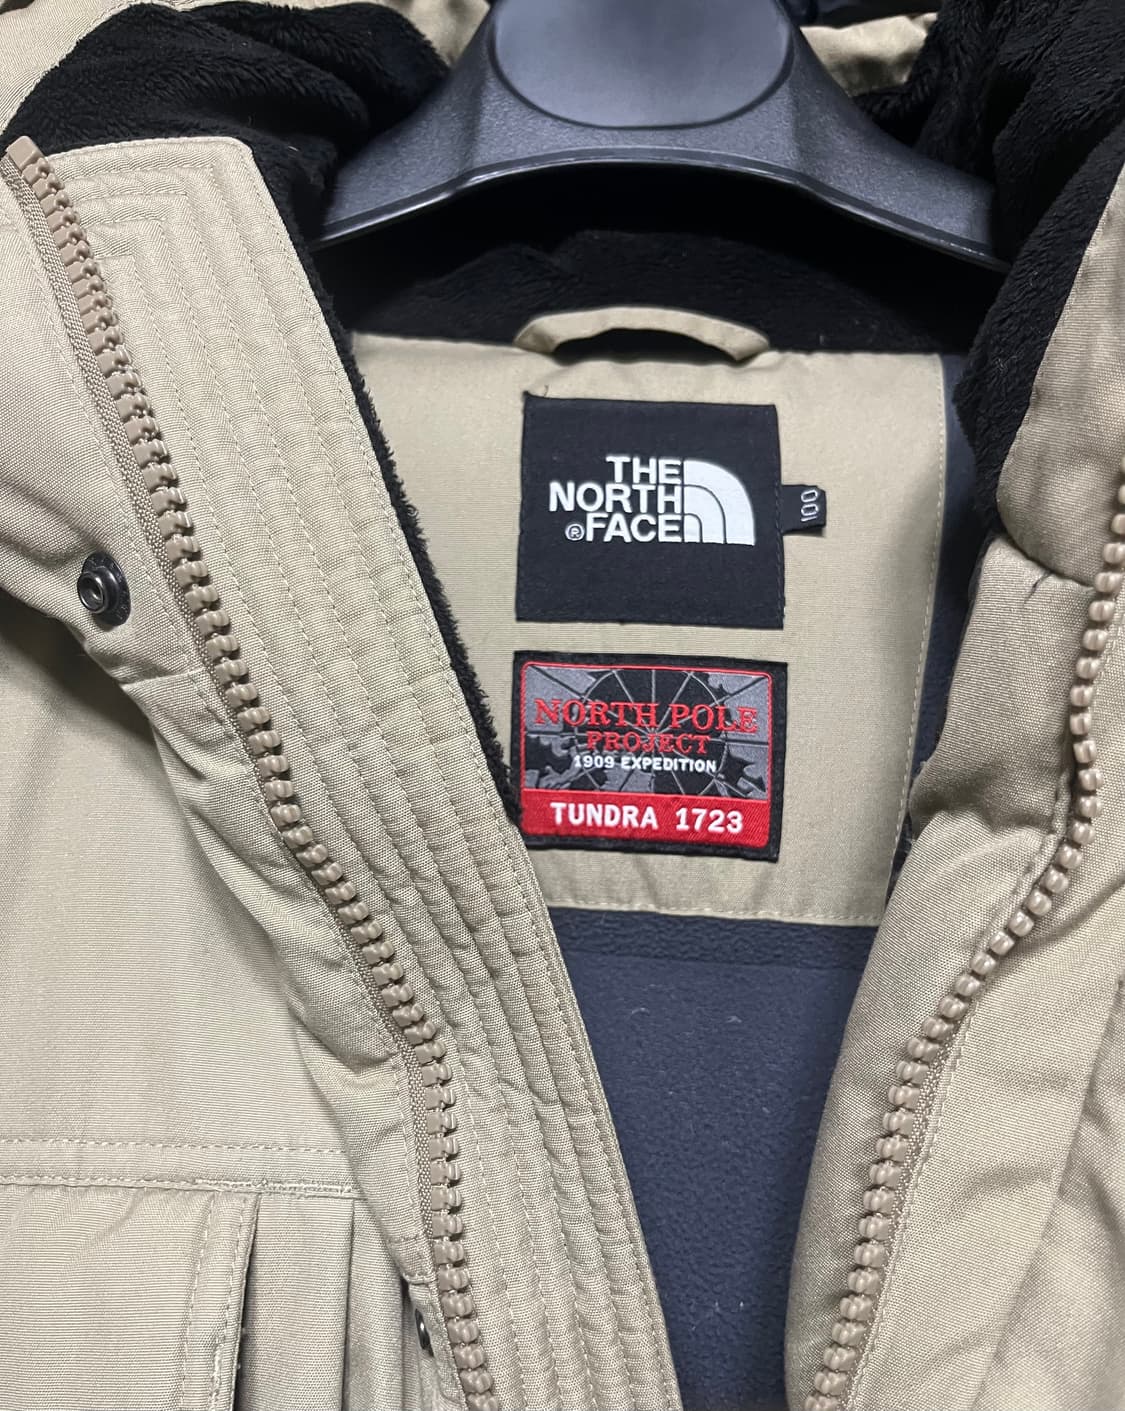 THE
NORTH
®FACE
100
NORTH POLE
PROJECT
1909 EXPEDITION
TUNDRA 1723